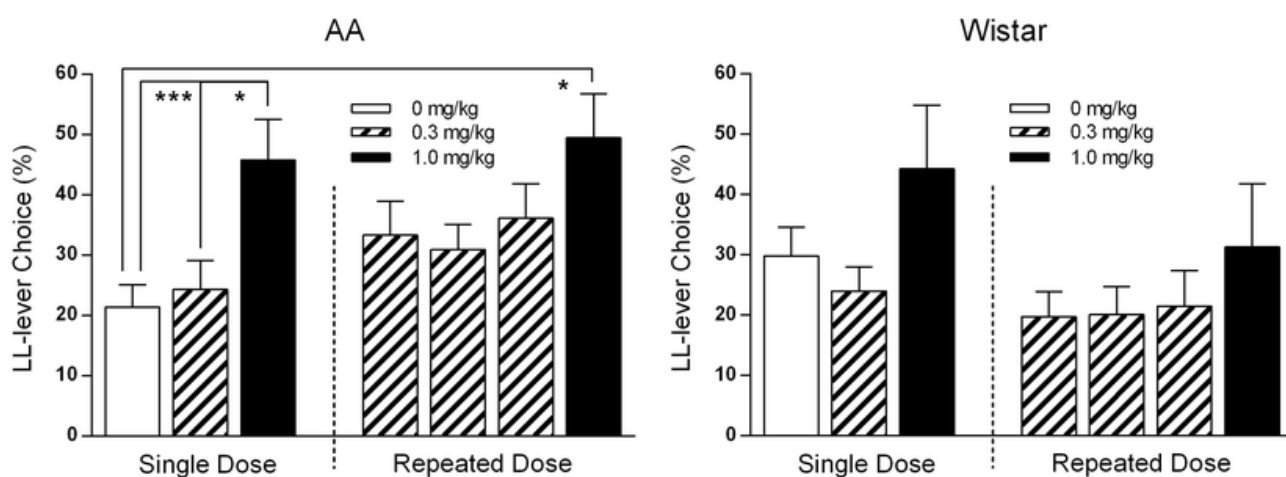 AA
60
50
40
30
20
10
0
LL-lever Choice (%)
*** *
*
0 mg/kg
0.3 mg/kg
1.0 mg/kg
Single Dose
Repeated Dose
Wistar
60
50
40
30
20
10
0
LL-lever Choice (%)
0 mg/kg
0.3 mg/kg
1.0 mg/kg
Single Dose
Repeated Dose